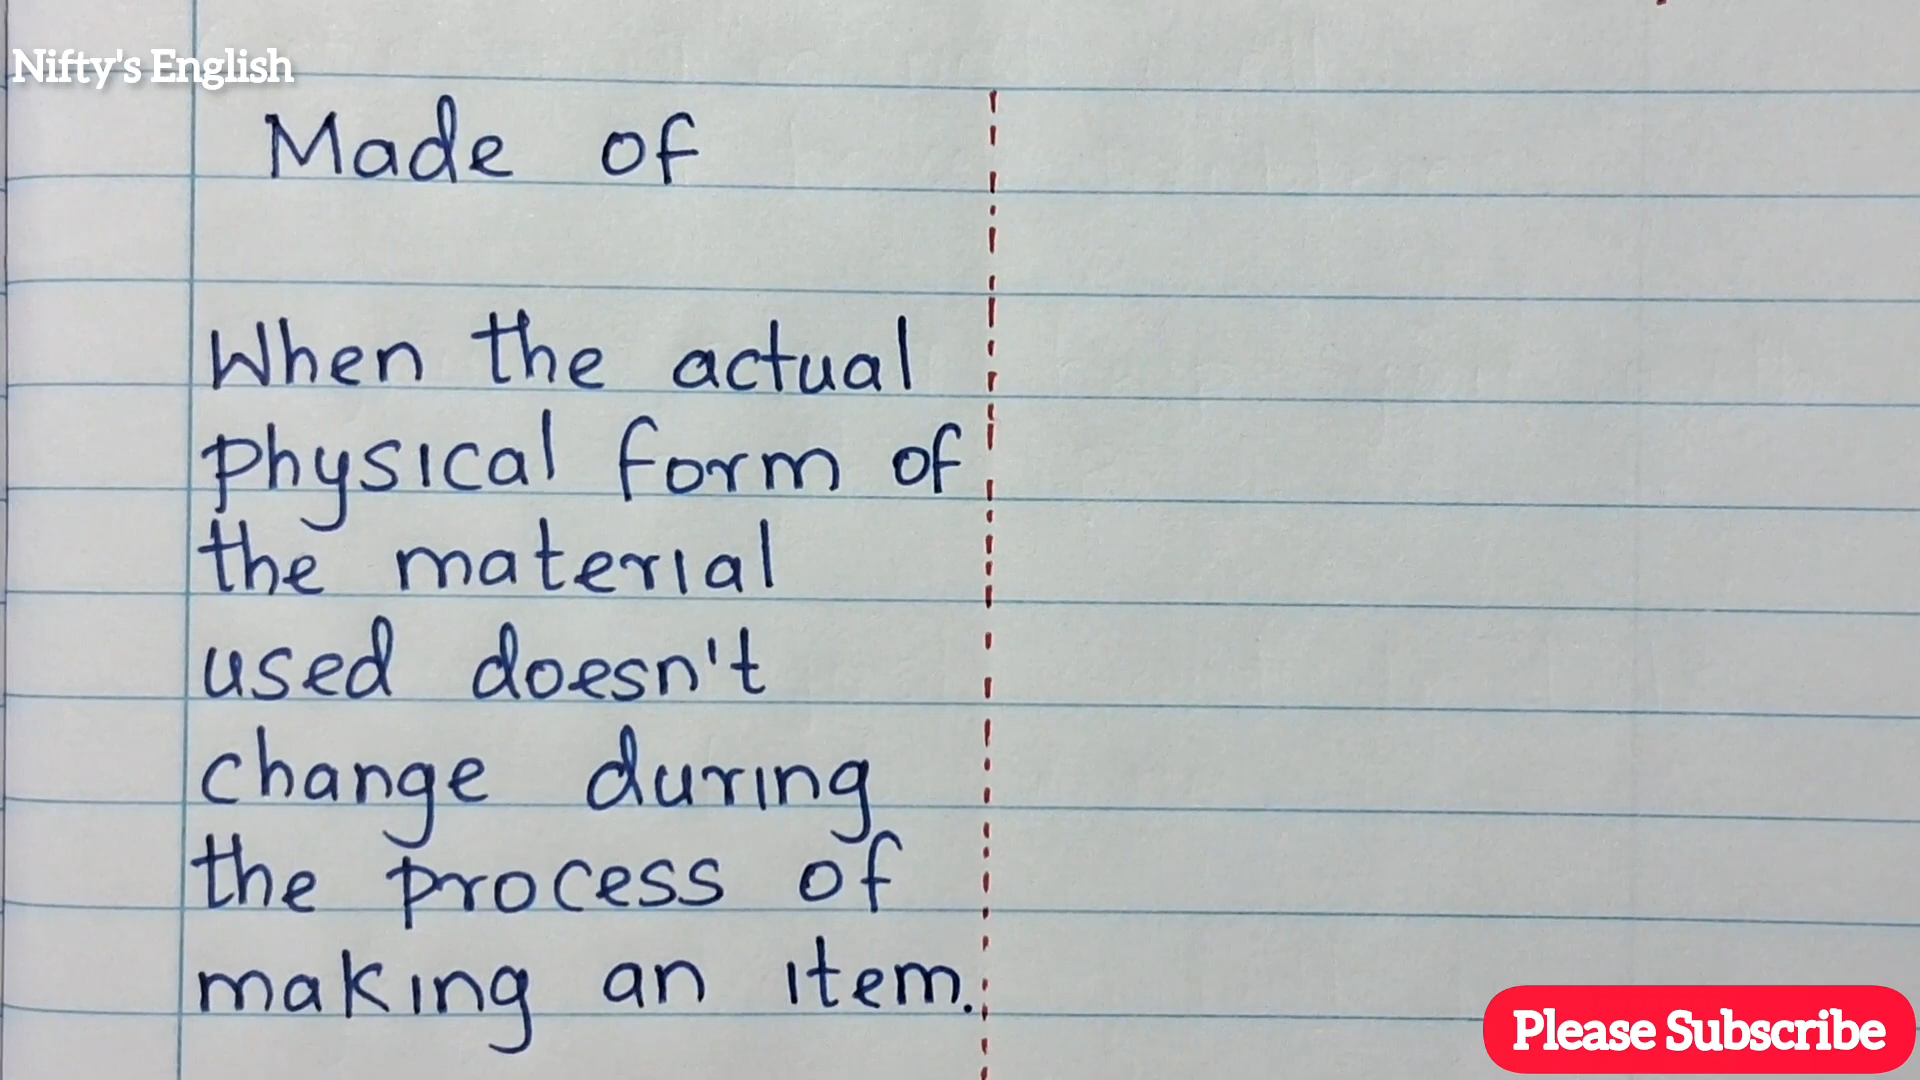 Nifty's English
Made of
When the actual
physical form of
the material
used doesn't
change during
the process of
making an item.
Please Subscribe